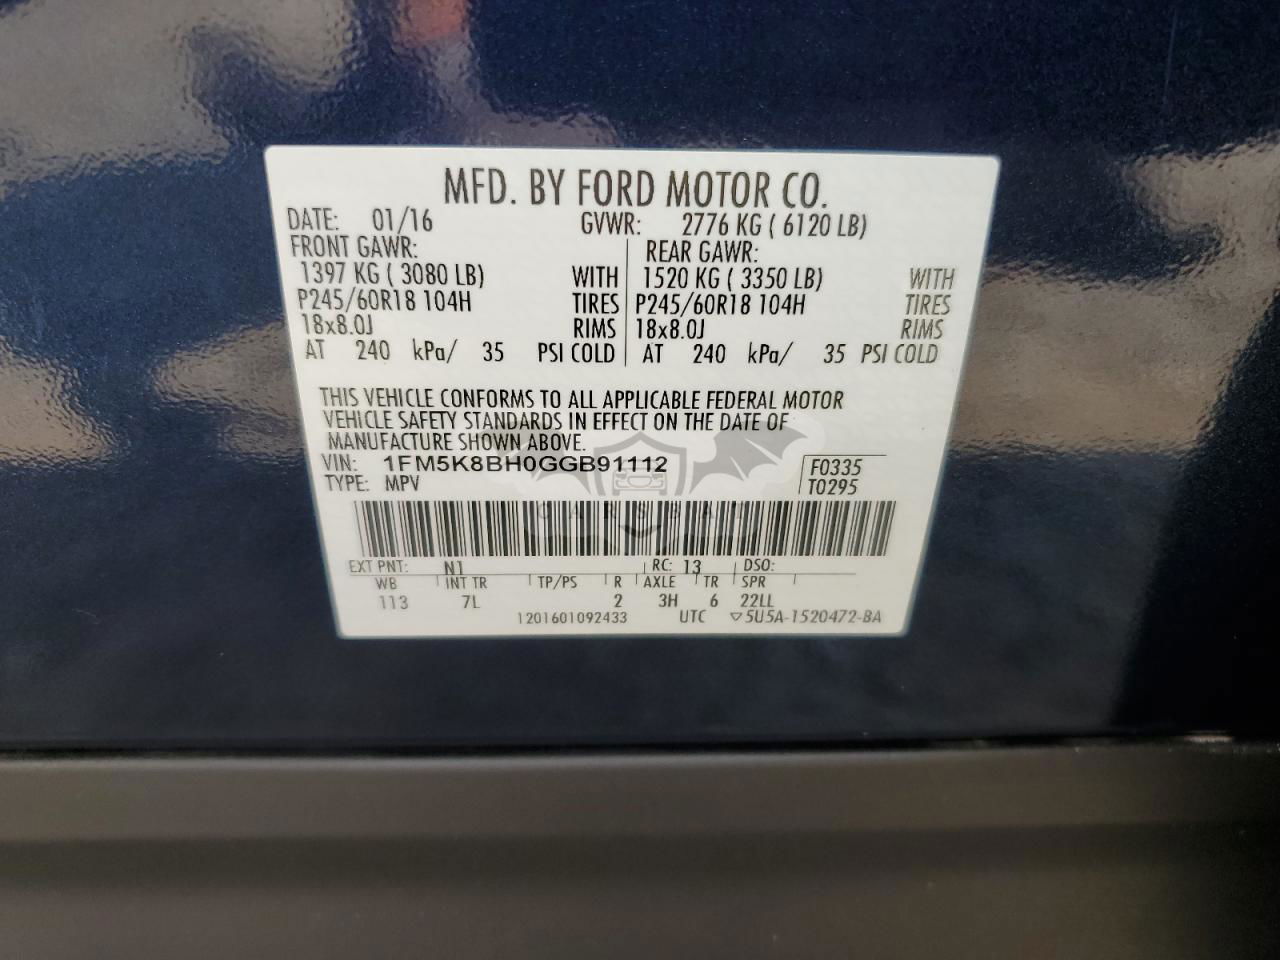 MFD. BY FORD MOTOR CO.
DATE: 01/16 GVWR: 2776 KG ( 6120 LB)
FRONT GAWR: REAR GAWR:
1397 KG ( 3080 LB) WITH 1520 KG ( 3350 LB) WITH
P245/60R18 104H TIRES P245/60R18 104H TIRES
18x8.0J RIMS 18x8.0J RIMS
AT 240 kPa/ 35 PSI COLD AT 240 kPa/ 35 PSI COLD
THIS VEHICLE CONFORMS TO ALL APPLICABLE FEDERAL MOTOR
VEHICLE SAFETY STANDARDS IN EFFECT ON THE DATE OF
MANUFACTURE SHOWN ABOVE.
VIN: 1FM5K8BH0GGB91112 F0335
TYPE: MPV T0295
CARSBAT
EXT PNT: N1 RC: 13 DSO:
WB INT TR TP/PS R AXLE TR SPR
113 7L 2 3H 6 22LL
1201601092433 UTC ▽5U5A-1520472-BA